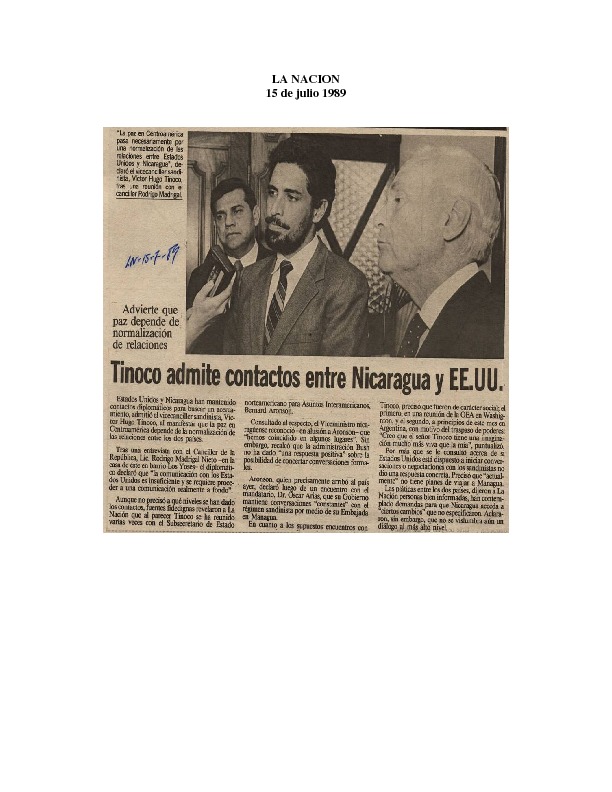 LA NACION
15 de julio 1989
"La paz en Centroamérica
pasa necesariamente por
una normalización de las
relaciones entre Estados
Unidos y Nicaragua", de-
claró el vicecanciller sandi-
nista, Víctor Hugo Tinoco,
tras una reunión con el
canciller Rodrigo Madrigal.
LN-15-7-89
Advierte que
paz depende de
normalización
de relaciones
Tinoco admite contactos entre Nicaragua y EE.UU.
Estados Unidos y Nicaragua han mantenido
contactos diplomáticos para buscar un acerca-
miento, admitió el vicecanciller sandinista, Víc-
tor Hugo Tinoco, al manifestar que la paz en
Centroamérica depende de la normalización de
las relaciones entre los dos países.
Tras una entrevista con el Canciller de la
República, Lic. Rodrigo Madrigal Nieto –en la
casa de este en barrio Los Yoses– el diplomáti-
co declaró que "la comunicación con los Esta-
dos Unidos es insuficiente y se requiere proce-
der a una comunicación realmente a fondo".
Aunque no precisó a qué niveles se han dado
los contactos, fuentes fidedignas revelaron a La
Nación que al parecer Tinoco se ha reunido
varias veces con el Subsecretario de Estado
norteamericano para Asuntos Interamericanos,
Bernard Aronson.
Consultado al respecto, el Viceministro nica-
ragüense reconoció –en alusión a Aronson– que
"hemos coincidido en algunos lugares". Sin
embargo, recalcó que la administración Bush
no ha dado "una respuesta positiva" sobre la
posibilidad de concertar conversaciones forma-
les.
Aronson, quien precisamente arribó al país
ayer, declaró luego de un encuentro con el
mandatario, Dr. Oscar Arias, que su Gobierno
mantiene conversaciones "constantes" con el
régimen sandinista por medio de su Embajada
en Managua.
En cuanto a los supuestos encuentros con
Tinoco, precisó que fueron de carácter social; el
primero, en una reunión de la OEA en Washing-
ton, y el segundo, a principios de este mes en
Argentina, con motivo del traspaso de poderes.
"Creo que el señor Tinoco tiene una imagina-
ción mucho más viva que la mía", puntualizó.
Por más que se le consultó acerca de si
Estados Unidos está dispuesto a iniciar conver-
saciones o negociaciones con los sandinistas no
dio una respuesta concreta. Precisó que "actual-
mente" no tiene planes de viajar a Managua.
Las pláticas entre los dos países, dijeron a La
Nación personas bien informadas, han contem-
plado demandas para que Nicaragua acceda a
"ciertos cambios" que no especificaron. Aclara-
ron, sin embargo, que no se vislumbra aún un
diálogo al más alto nivel.